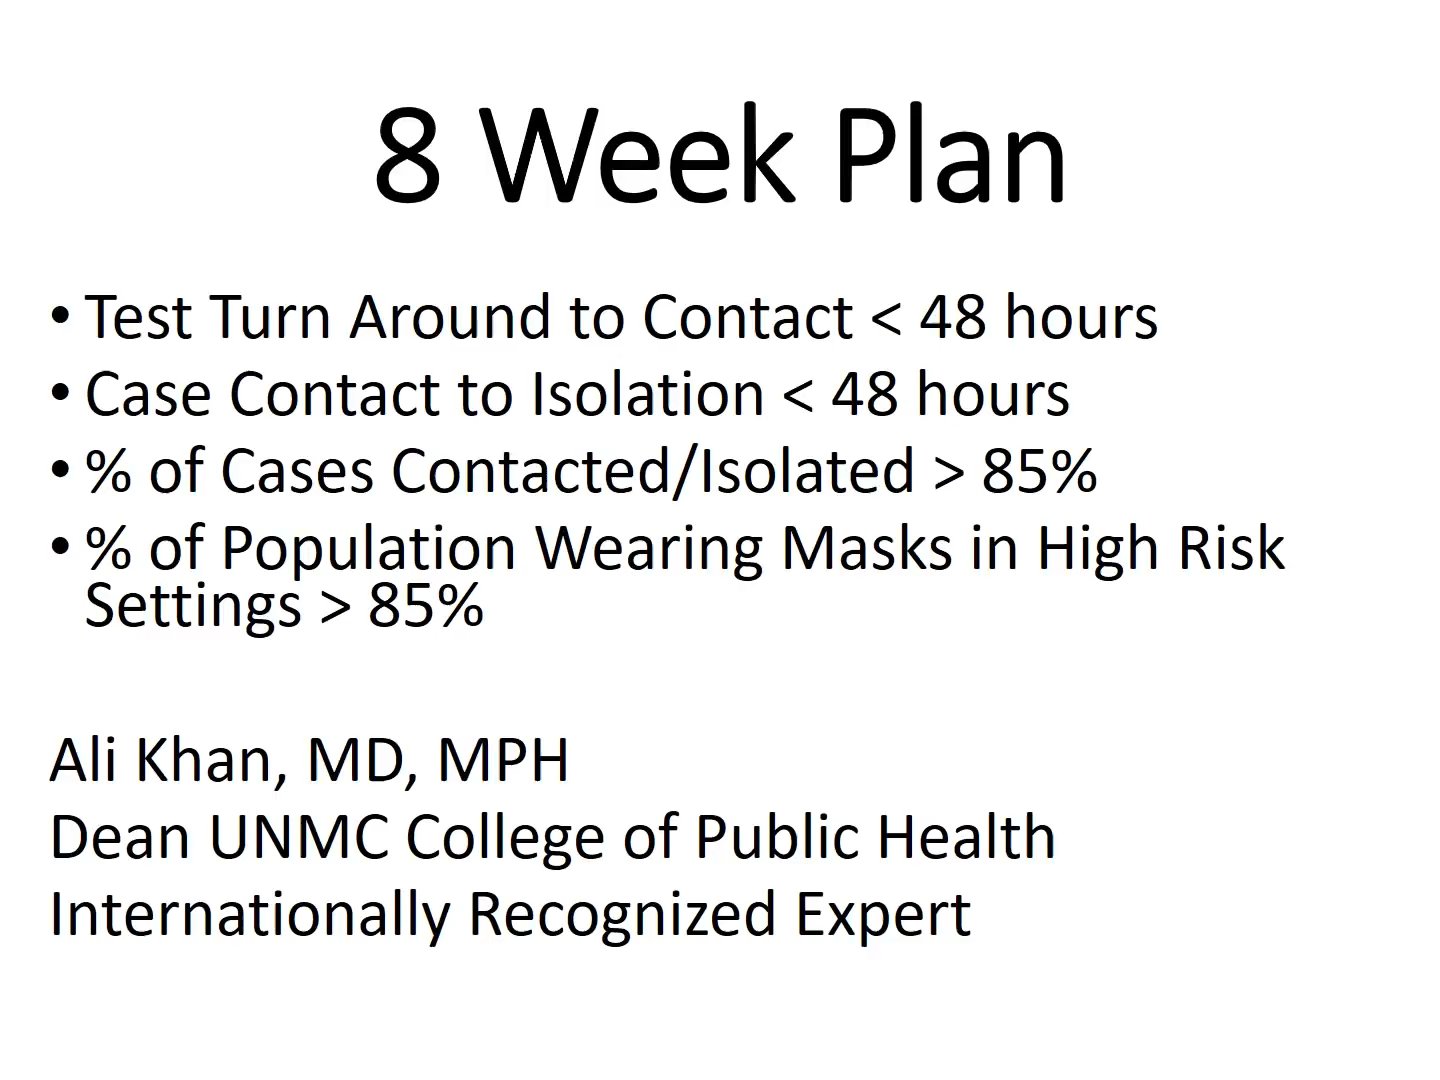 8 Week Plan
• Test Turn Around to Contact < 48 hours
• Case Contact to Isolation < 48 hours
• % of Cases Contacted/Isolated > 85%
• % of Population Wearing Masks in High Risk
Settings > 85%
Ali Khan, MD, MPH
Dean UNMC College of Public Health
Internationally Recognized Expert